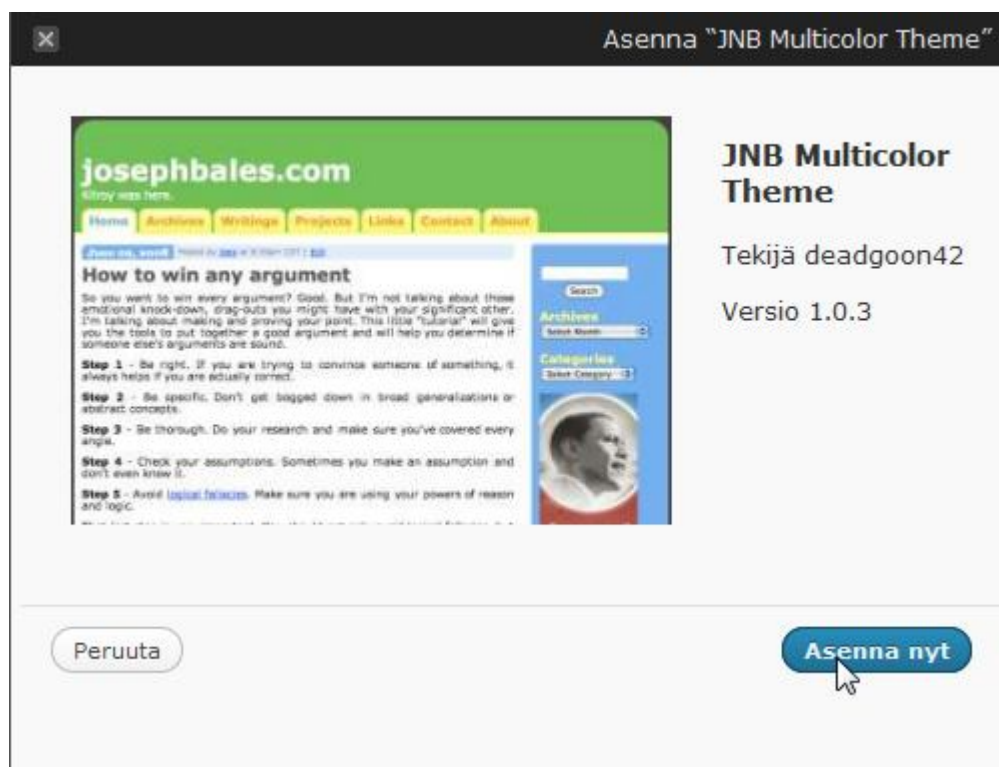 Asenna “JNB Multicolor Theme”
josephbales.com
Kilroy was here.
Home Archives Writings Projects Links Contact About
How to win any argument
So you want to win every argument? Good. But I'm not talking about those
emotional knock-down, drag-outs you might have with your significant other.
I'm talking about making and proving your point. This little "tutorial" will give
you the tools to put together a good argument and will help you determine if
someone else's arguments are sound.
Step 1 - Be right. If you are trying to convince someone of something, it
always helps if you are actually correct.
Step 2 - Be specific. Don't get bogged down in broad generalizations or
abstract concepts.
Step 3 - Be thorough. Do your research and make sure you've covered every
angle.
Step 4 - Check your assumptions. Sometimes you make an assumption and
don't even know it.
Step 5 - Avoid logical fallacies. Make sure you are using your powers of reason
and logic.
Search
Archives
Select Month
Categories
Select Category
JNB Multicolor
Theme
Tekijä deadgoon42
Versio 1.0.3
Peruuta
Asenna nyt